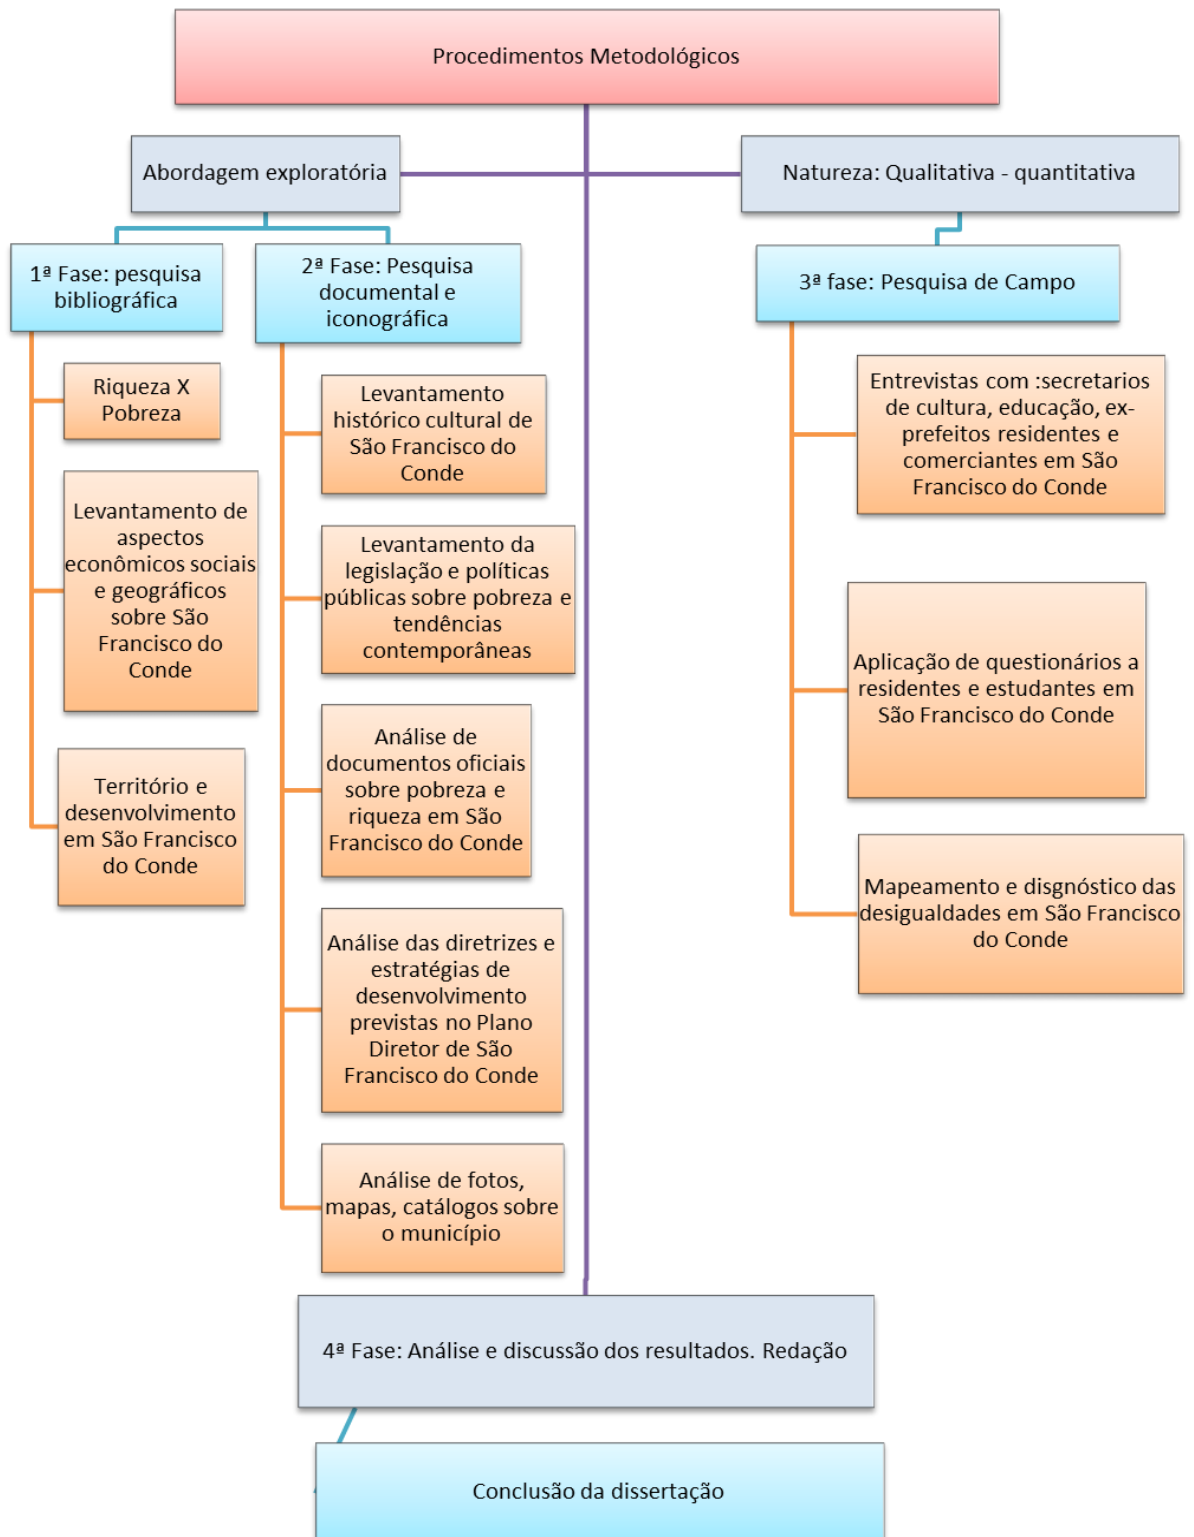 Procedimentos Metodológicos
Abordagem exploratória
Natureza: Qualitativa - quantitativa
1ª Fase: pesquisa
bibliográfica
2ª Fase: Pesquisa
documental e
iconográfica
3ª fase: Pesquisa de Campo
Riqueza X
Pobreza
Levantamento de
aspectos
econômicos sociais
e geográficos
sobre São
Francisco do
Conde
Território e
desenvolvimento
em São Francisco
do Conde
Levantamento
histórico cultural de
São Francisco do
Conde
Levantamento da
legislação e políticas
públicas sobre pobreza e
tendências
contemporâneas
Análise de
documentos oficiais
sobre pobreza e
riqueza em São
Francisco do Conde
Análise das diretrizes e
estratégias de
desenvolvimento
previstas no Plano
Diretor de São
Francisco do Conde
Análise de fotos,
mapas, catálogos sobre
o município
Entrevistas com :secretarios
de cultura, educação, ex-
prefeitos residentes e
comerciantes em São
Francisco do Conde
Aplicação de questionários a
residentes e estudantes em
São Francisco do Conde
Mapeamento e disgnóstico das
desigualdades em São Francisco
do Conde
4ª Fase: Análise e discussão dos resultados. Redação
Conclusão da dissertação